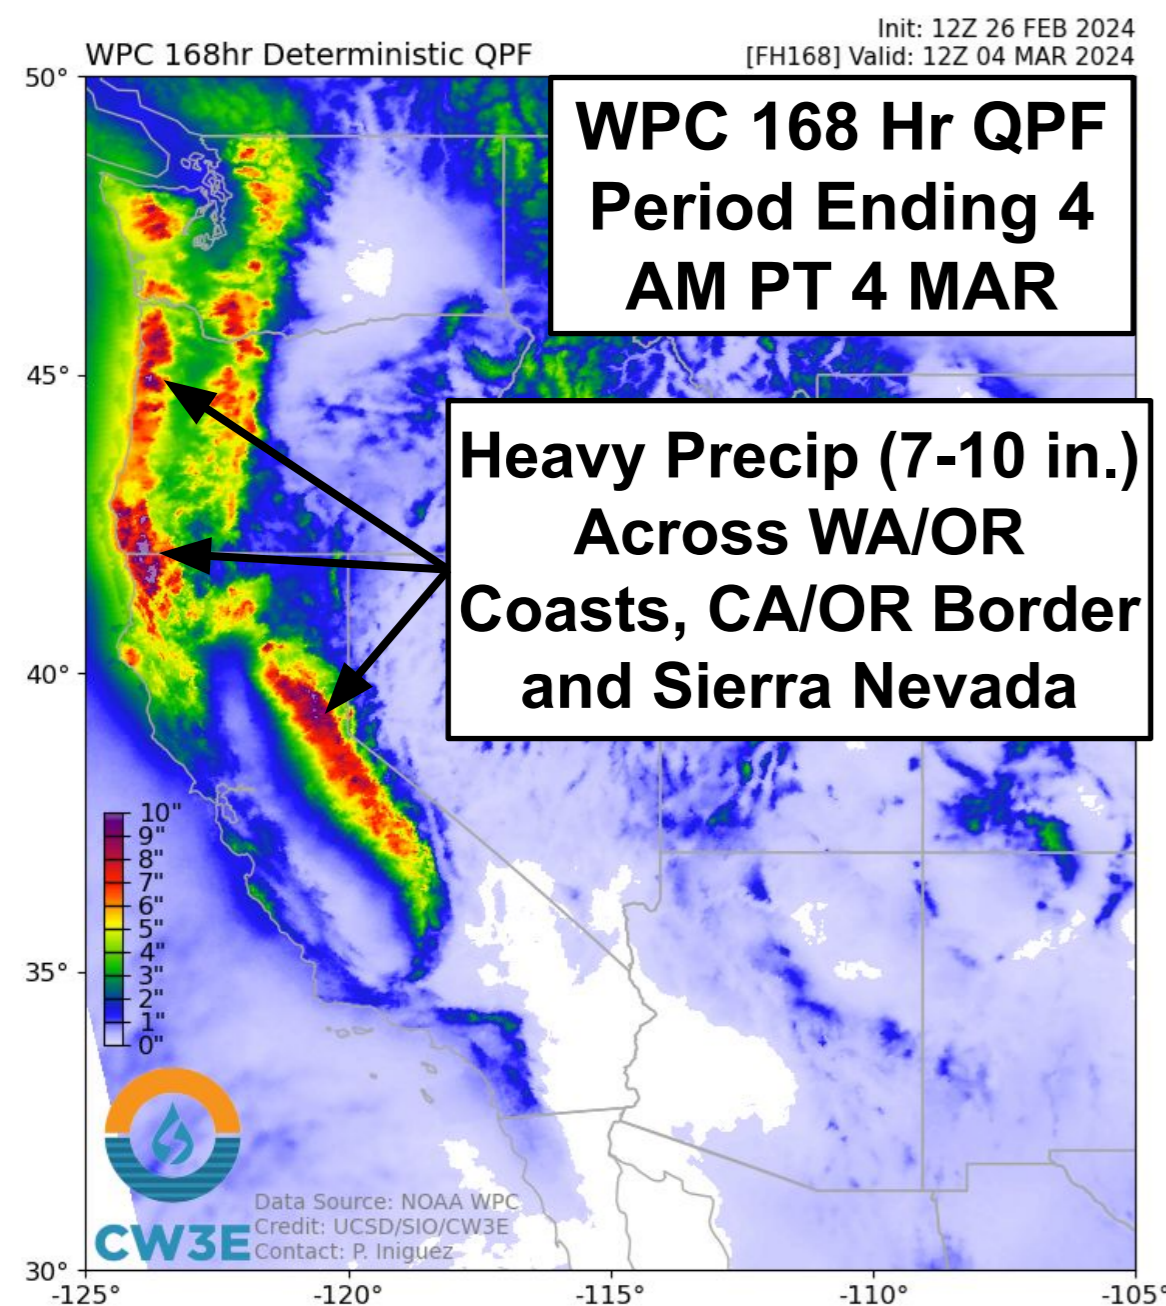 Init: 12Z 26 FEB 2024
WPC 168hr Deterministic QPF
[FH168] Valid: 12Z 04 MAR 2024
50°
45°
40°
35°
30°
WPC 168 Hr QPF
Period Ending 4
AM PT 4 MAR
Heavy Precip (7-10 in.)
Across WA/OR
Coasts, CA/OR Border
and Sierra Nevada
10"
9"
8"
7"
6"
5"
4"
3"
2"
1"
0"
CW3E
Data Source: NOAA WPC
Credit: UCSD/SIO/CW3E
Contact: P. Iniguez
-125°
-120°
-115°
-110°
-105°